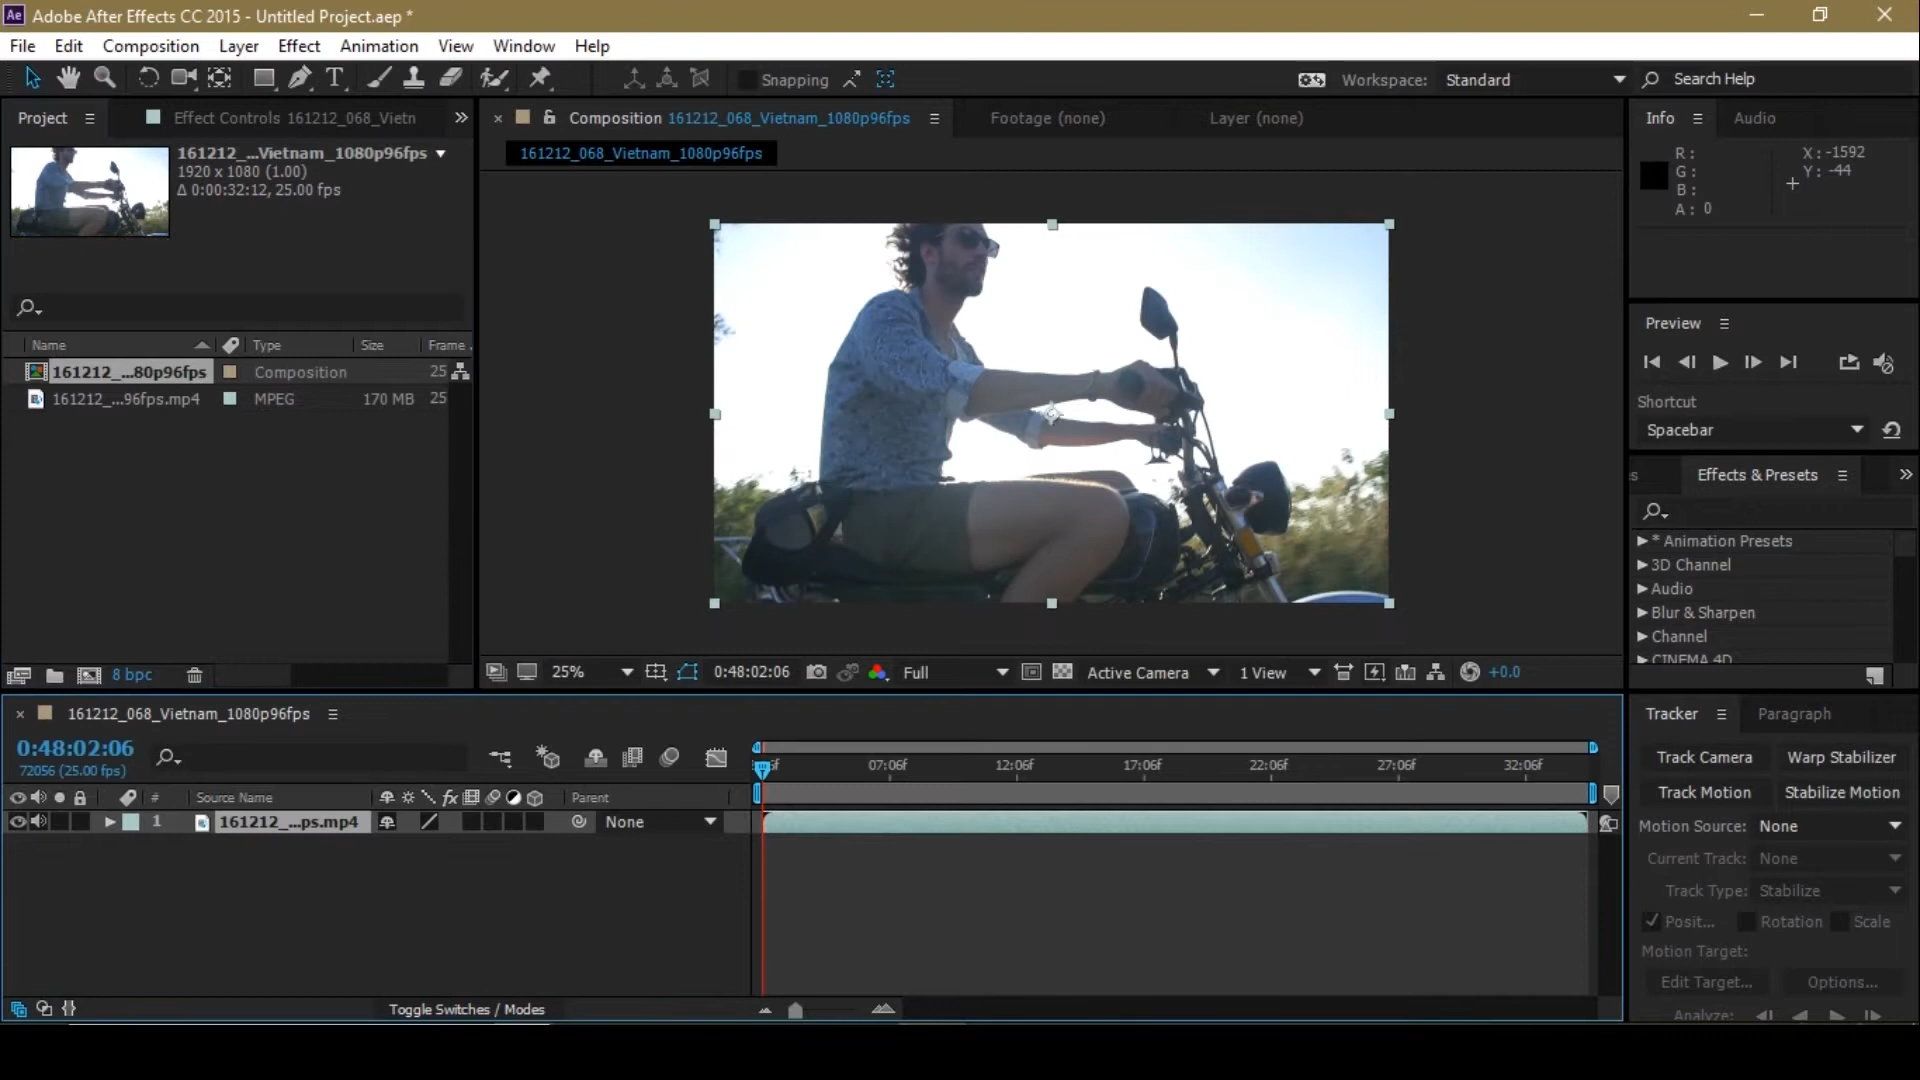 Ae Adobe After Effects CC 2015 - Untitled Project.aep *
File Edit Composition Layer Effect Animation View Window Help
Snapping
Workspace: Standard
Search Help
Project
Effect Controls 161212_068_Vietn
161212_...Vietnam_1080p96fps
1920 x 1080 (1.00)
Δ 0:00:32:12, 25.00 fps
Name Type Size Frame .
161212_...80p96fps Composition 25
161212_...96fps.mp4 MPEG 170 MB 25
8 bpc
Composition 161212_068_Vietnam_1080p96fps
Footage (none)
Layer (none)
161212_068_Vietnam_1080p96fps
25% 0:48:02:06 Full Active Camera 1 View +0.0
Info Audio
R:
G:
B:
A: 0
X: -1592
Y: -44
Preview
Shortcut
Spacebar
s Effects & Presets
* Animation Presets
3D Channel
Audio
Blur & Sharpen
Channel
CINEMA 4D
161212_068_Vietnam_1080p96fps
0:48:02:06
72056 (25.00 fps)
# Source Name fx Parent
1 161212_...ps.mp4 None
07:06f 12:06f 17:06f 22:06f 27:06f 32:06f
Toggle Switches / Modes
Tracker Paragraph
Track Camera Warp Stabilizer
Track Motion Stabilize Motion
Motion Source: None
Current Track: None
Track Type: Stabilize
Posit... Rotation Scale
Motion Target:
Edit Target... Options...
Analyze: